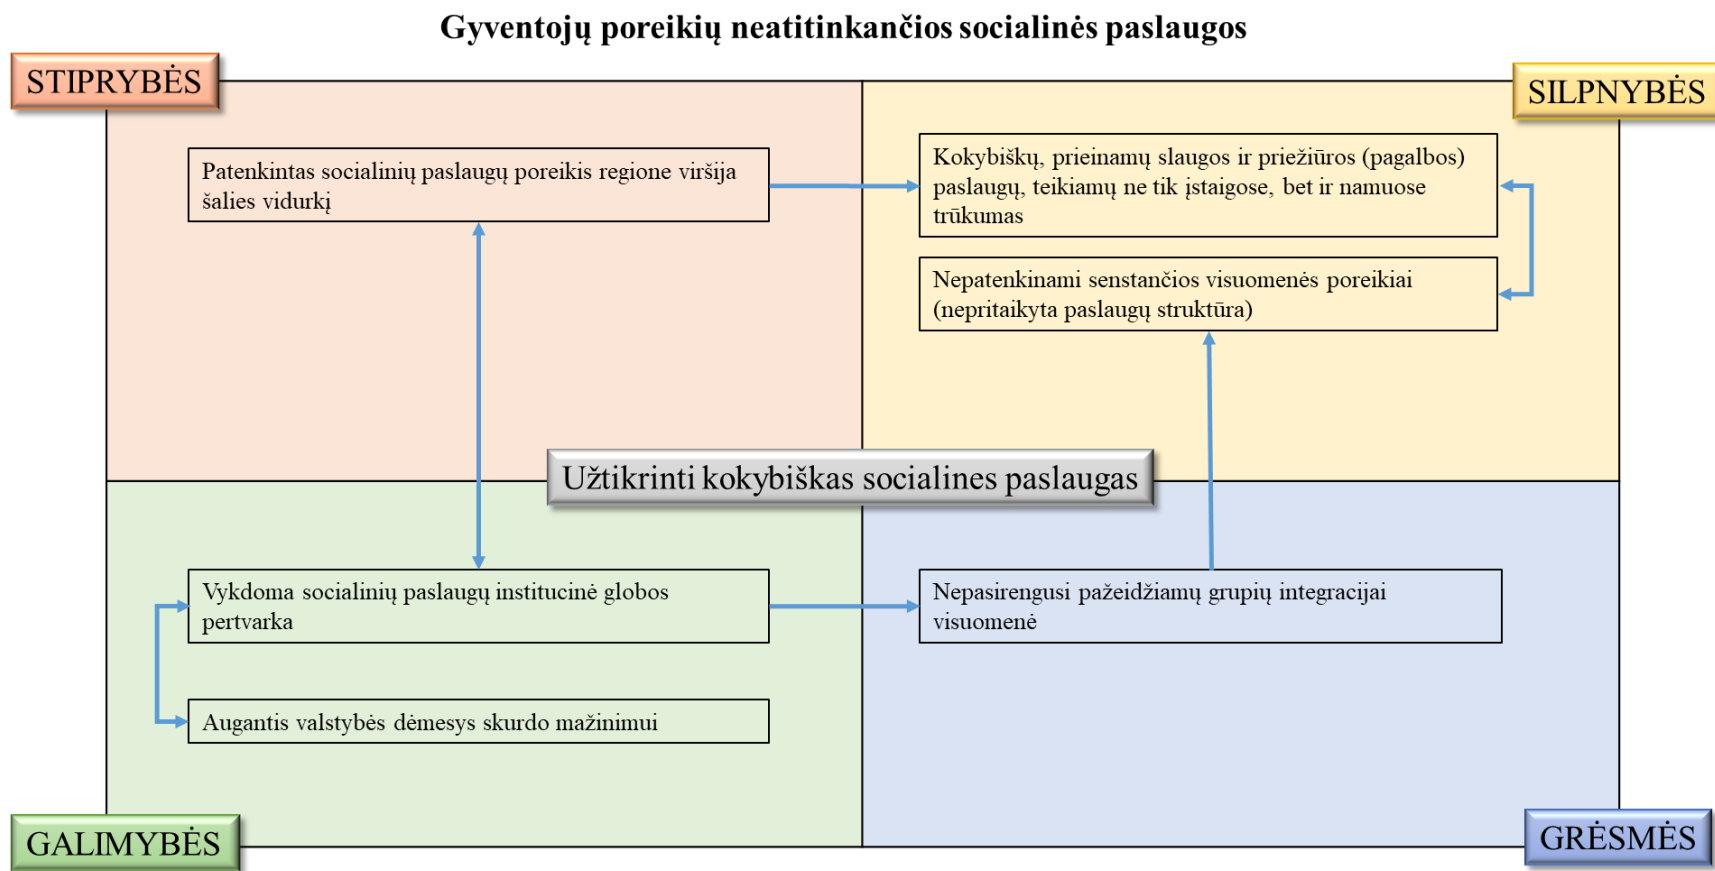 Gyventojų poreikių neatitinkančios socialinės paslaugos
STIPRYBĖS
SILPNYBĖS
Patenkintas socialinių paslaugų poreikis regione viršija
šalies vidurkį
Kokybiškų, prieinamų slaugos ir priežiūros (pagalbos)
paslaugų, teikiamų ne tik įstaigose, bet ir namuose
trūkumas
Nepatenkinami senstančios visuomenės poreikiai
(nepritaikyta paslaugų struktūra)
Užtikrinti kokybiškas socialines paslaugas
Vykdoma socialinių paslaugų institucinė globos
pertvarka
Nepasirengusi pažeidžiamų grupių integracijai
visuomenė
Augantis valstybės dėmesys skurdo mažinimui
GALIMYBĖS
GRĖSMĖS